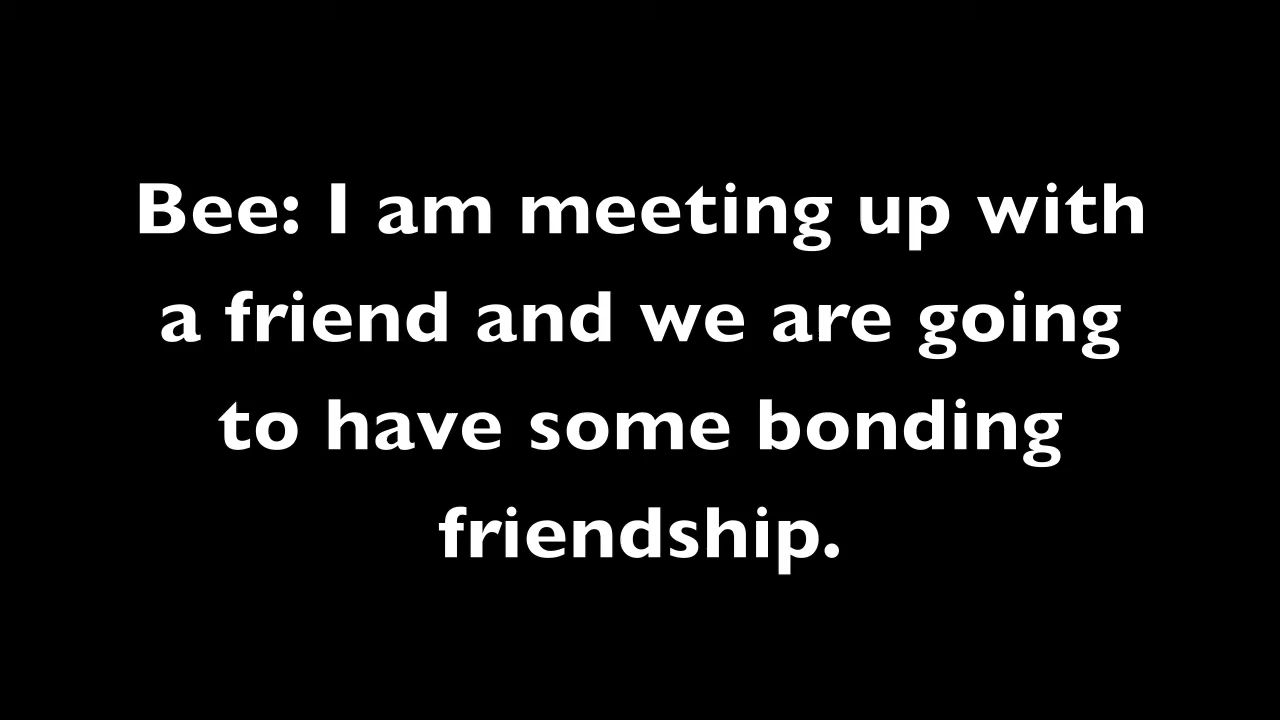 Bee: I am meeting up with
a friend and we are going
to have some bonding
friendship.